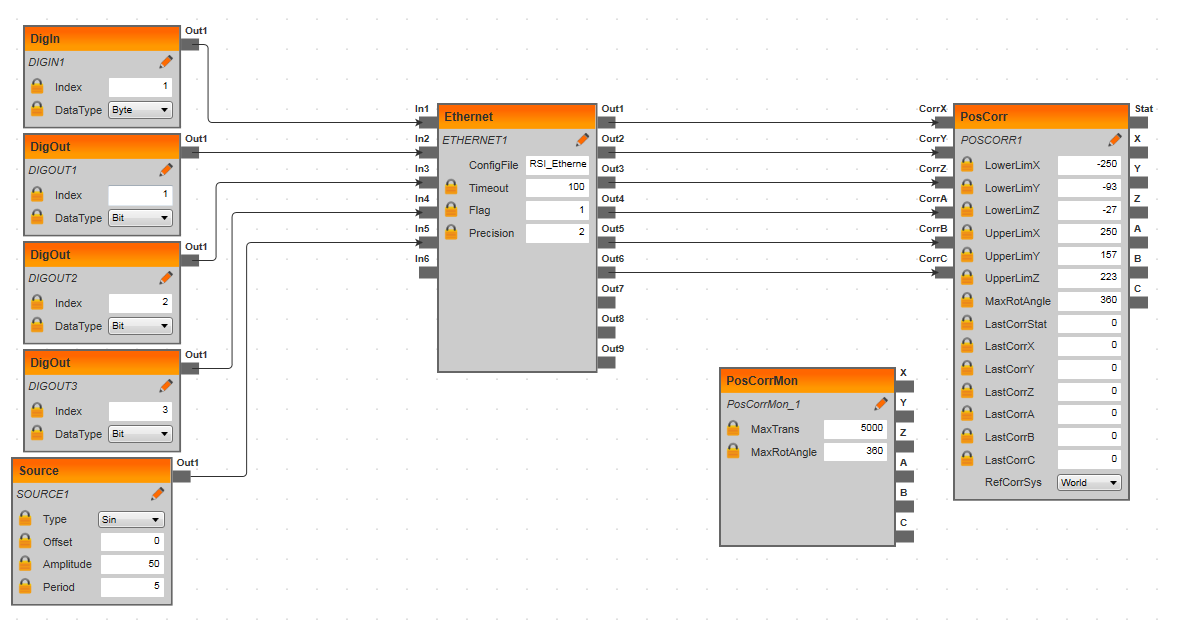 DigIn
Out1
DIGIN1
Index 1
DataType Byte
DigOut
Out1
DIGOUT1
Index 1
DataType Bit
DigOut
Out1
DIGOUT2
Index 2
DataType Bit
DigOut
Out1
DIGOUT3
Index 3
DataType Bit
Source
Out1
SOURCE1
Type Sin
Offset 0
Amplitude 50
Period 5
In1
In2
In3
In4
In5
In6
Ethernet
ETHERNET1
ConfigFile RSI_Etherne
Timeout 100
Flag 1
Precision 2
Out1
Out2
Out3
Out4
Out5
Out6
Out7
Out8
Out9
PosCorrMon
PosCorrMon_1
MaxTrans 5000
MaxRotAngle 360
X
Y
Z
A
B
C
CorrX
CorrY
CorrZ
CorrA
CorrB
CorrC
PosCorr
POSCORR1
LowerLimX -250
LowerLimY -93
LowerLimZ -27
UpperLimX 250
UpperLimY 157
UpperLimZ 223
MaxRotAngle 360
LastCorrStat 0
LastCorrX 0
LastCorrY 0
LastCorrZ 0
LastCorrA 0
LastCorrB 0
LastCorrC 0
RefCorrSys World
Stat
X
Y
Z
A
B
C